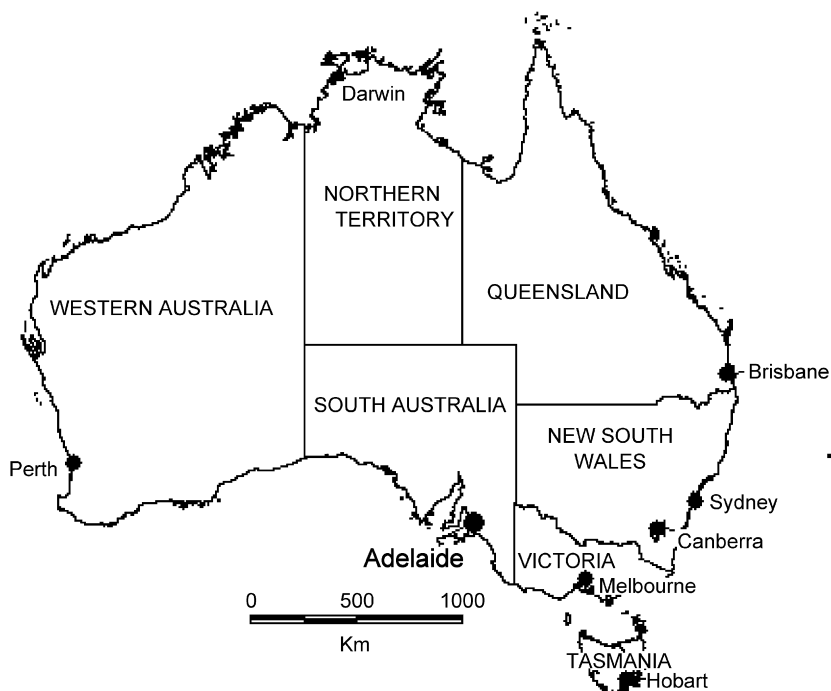 Darwin
NORTHERN
TERRITORY
WESTERN AUSTRALIA
QUEENSLAND
Brisbane
SOUTH AUSTRALIA
NEW SOUTH
WALES
Perth
Sydney
Canberra
Adelaide
VICTORIA
Melbourne
0 500 1000
Km
TASMANIA
Hobart